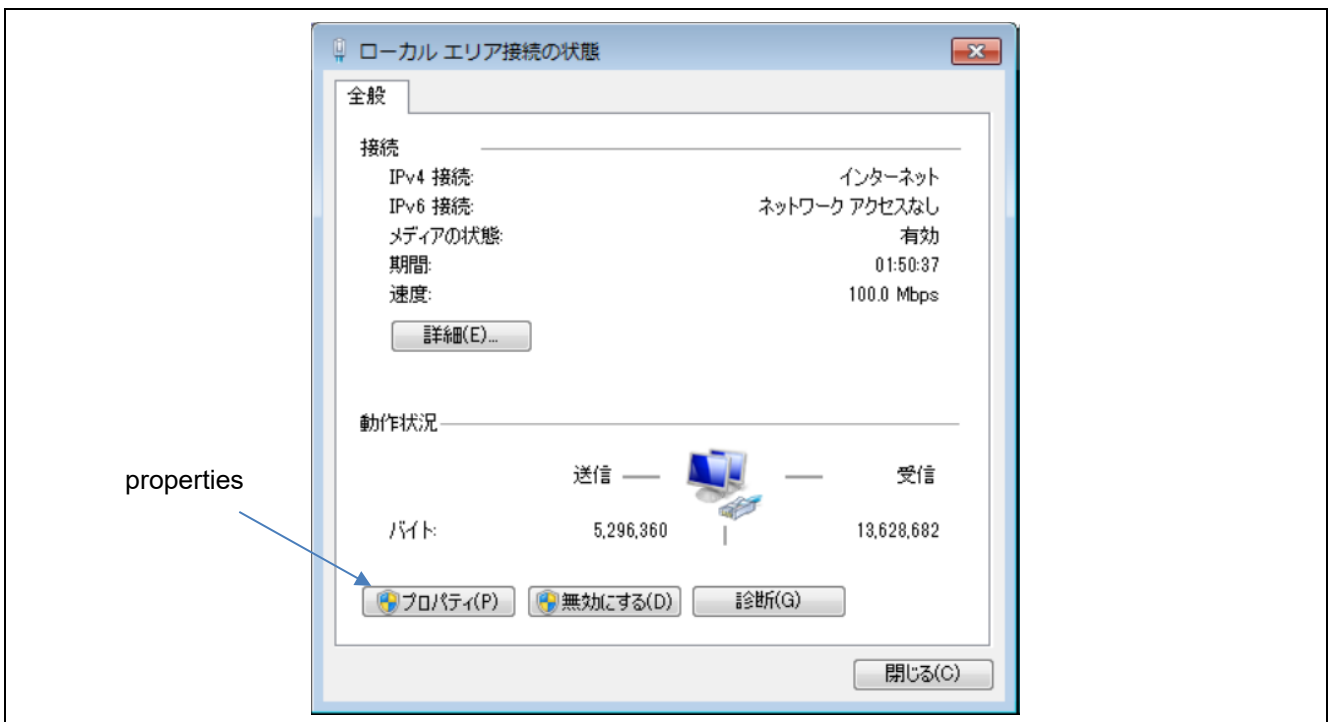 ローカル エリア接続の状態
全般
接続
IPv4 接続: インターネット
IPv6 接続: ネットワーク アクセスなし
メディアの状態: 有効
期間: 01:50:37
速度: 100.0 Mbps
詳細(E)...
動作状況
送信 受信
バイト: 5,296,360 13,628,682
properties
プロパティ(P) 無効にする(D) 診断(G)
閉じる(C)